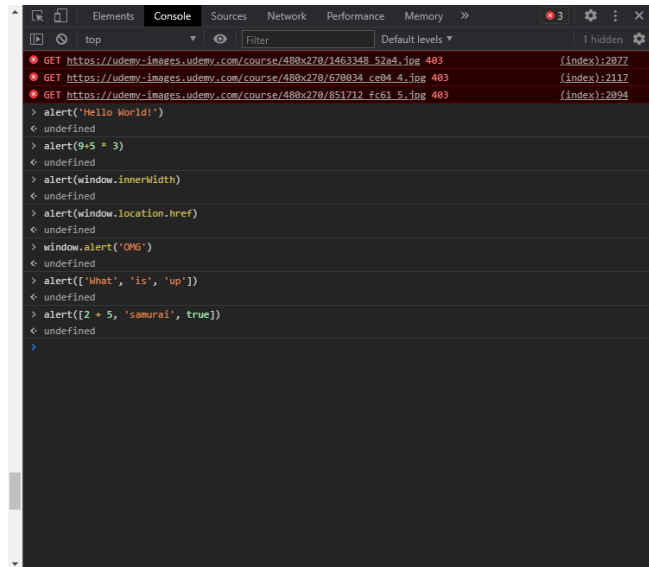 Elements Console Sources Network Performance Memory » 3
top Filter Default levels 1 hidden
GET https://udemy-images.udemy.com/course/480x270/1463348_52a4.jpg 403 (index):2077
GET https://udemy-images.udemy.com/course/480x270/670034_ce04_4.jpg 403 (index):2117
GET https://udemy-images.udemy.com/course/480x270/851712_fc61_5.jpg 403 (index):2094
> alert('Hello World!')
undefined
> alert(9+5 * 3)
undefined
> alert(window.innerWidth)
undefined
> alert(window.location.href)
undefined
> window.alert('OMG')
undefined
> alert(['What', 'is', 'up'])
undefined
> alert([2 + 5, 'samurai', true])
undefined
>